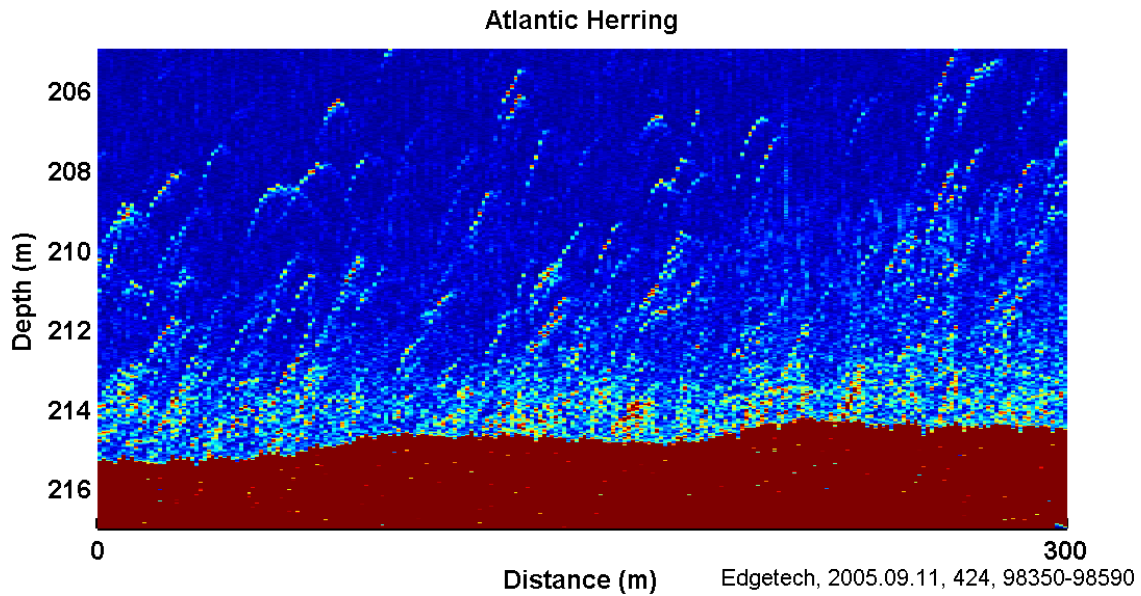 Atlantic Herring
206
208
210
212
214
216
Depth (m)
0
300
Distance (m)
Edgetech, 2005.09.11, 424, 98350-98590